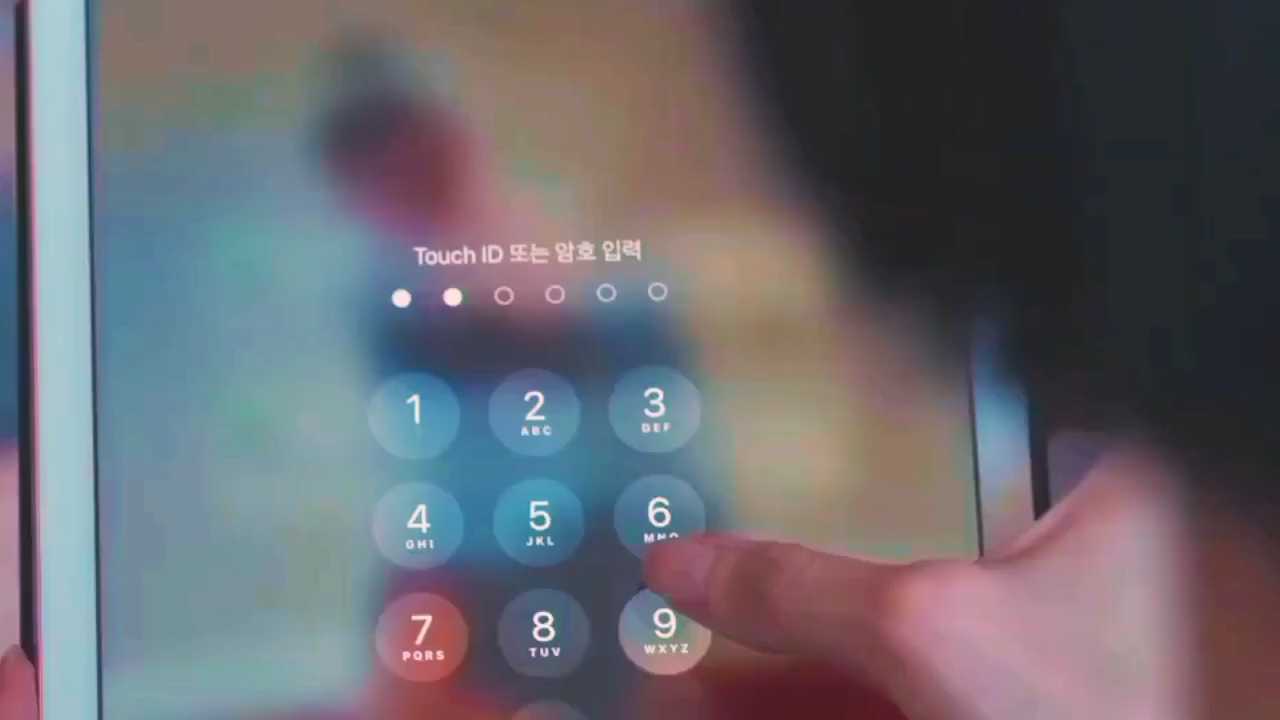 Touch ID 또는 암호 입력
1 2 3
ABC DEF
4 5 6
GHI JKL MNO
7 8 9
PQRS TUV WXYZ